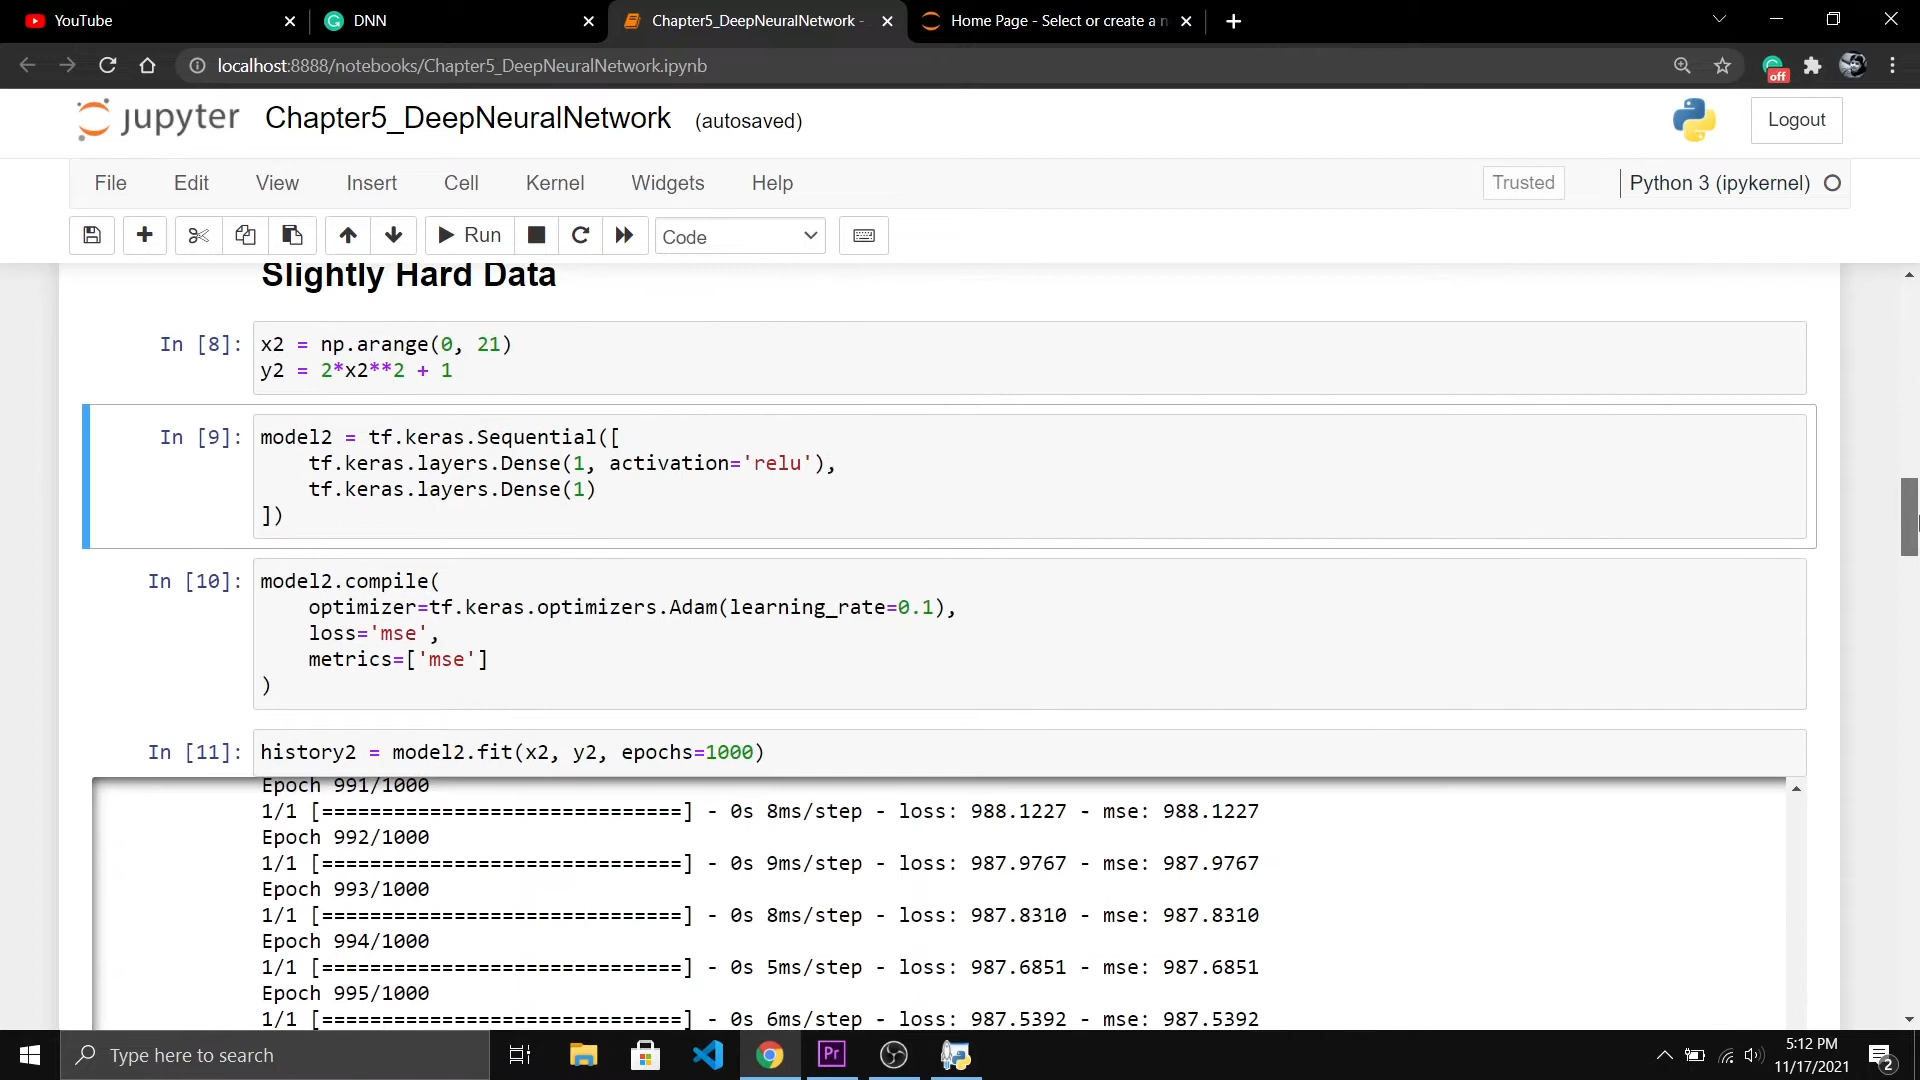 YouTube
DNN
Chapter5_DeepNeuralNetwork -
Home Page - Select or create a n
localhost:8888/notebooks/Chapter5_DeepNeuralNetwork.ipynb
off
jupyter
Chapter5_DeepNeuralNetwork (autosaved)
Logout
File
Edit
View
Insert
Cell
Kernel
Widgets
Help
Trusted
Python 3 (ipykernel)
Run
Code
Slightly Hard Data
In [8]:
x2 = np.arange(0, 21)
y2 = 2*x2**2 + 1
In [9]:
model2 = tf.keras.Sequential([
tf.keras.layers.Dense(1, activation='relu'),
tf.keras.layers.Dense(1)
])
In [10]:
model2.compile(
optimizer=tf.keras.optimizers.Adam(learning_rate=0.1),
loss='mse',
metrics=['mse']
)
In [11]:
history2 = model2.fit(x2, y2, epochs=1000)
Epoch 991/1000
1/1 [==============================] - 0s 8ms/step - loss: 988.1227 - mse: 988.1227
Epoch 992/1000
1/1 [==============================] - 0s 9ms/step - loss: 987.9767 - mse: 987.9767
Epoch 993/1000
1/1 [==============================] - 0s 8ms/step - loss: 987.8310 - mse: 987.8310
Epoch 994/1000
1/1 [==============================] - 0s 5ms/step - loss: 987.6851 - mse: 987.6851
Epoch 995/1000
1/1 [==============================] - 0s 6ms/step - loss: 987.5392 - mse: 987.5392
Type here to search
Pr
5:12 PM
11/17/2021
2